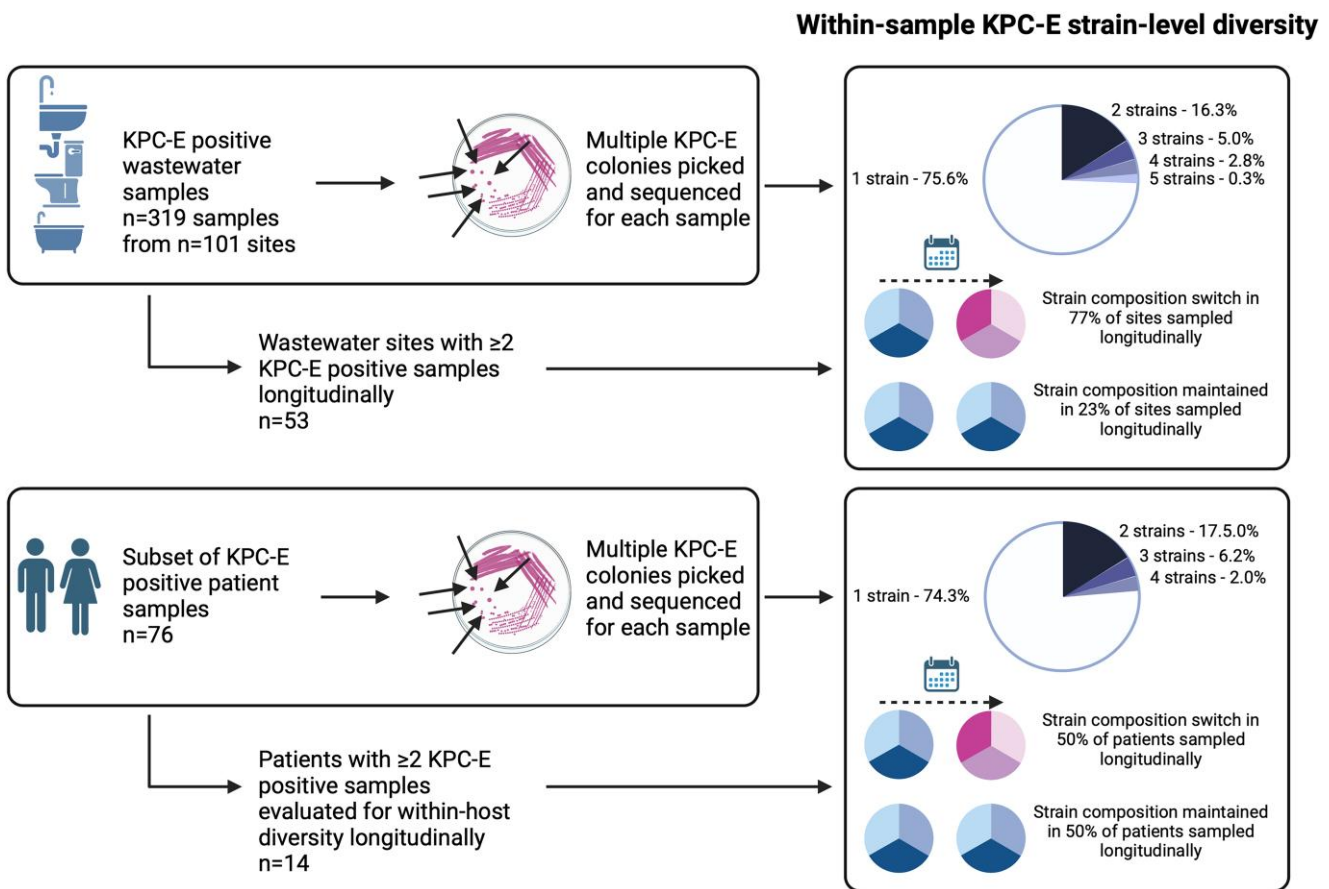 Within-sample KPC-E strain-level diversity
KPC-E positive
wastewater
samples
n=319 samples
from n=101 sites
Multiple KPC-E
colonies picked
and sequenced
for each sample
1 strain - 75.6%
2 strains - 16.3%
3 strains - 5.0%
4 strains - 2.8%
5 strains - 0.3%
Strain composition switch in
77% of sites sampled
longitudinally
Wastewater sites with ≥2
KPC-E positive samples
longitudinally
n=53
Strain composition maintained
in 23% of sites sampled
longitudinally
Subset of KPC-E
positive patient
samples
n=76
Multiple KPC-E
colonies picked
and sequenced
for each sample
1 strain - 74.3%
2 strains - 17.5.0%
3 strains - 6.2%
4 strains - 2.0%
Strain composition switch in
50% of patients sampled
longitudinally
Patients with ≥2 KPC-E
positive samples
evaluated for within-host
diversity longitudinally
n=14
Strain composition maintained
in 50% of patients sampled
longitudinally